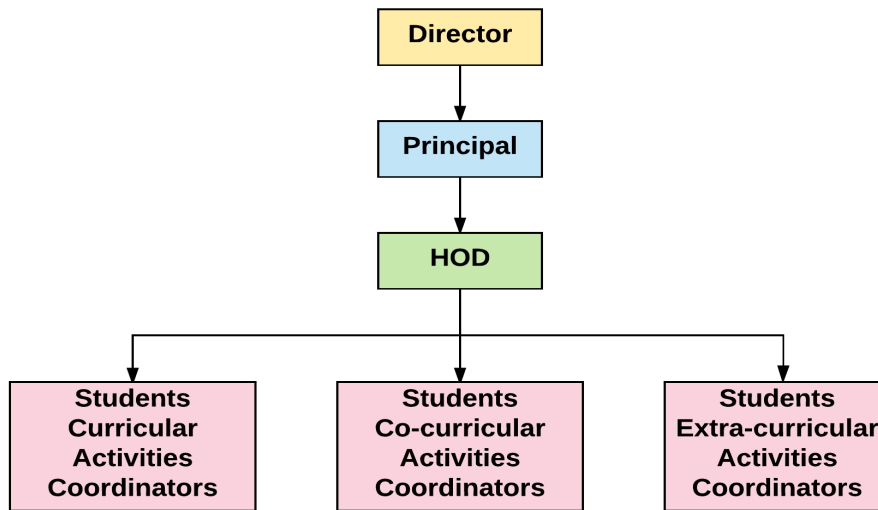 Director
Principal
HOD
Students
Curricular
Activities
Coordinators
Students
Co-curricular
Activities
Coordinators
Students
Extra-curricular
Activities
Coordinators